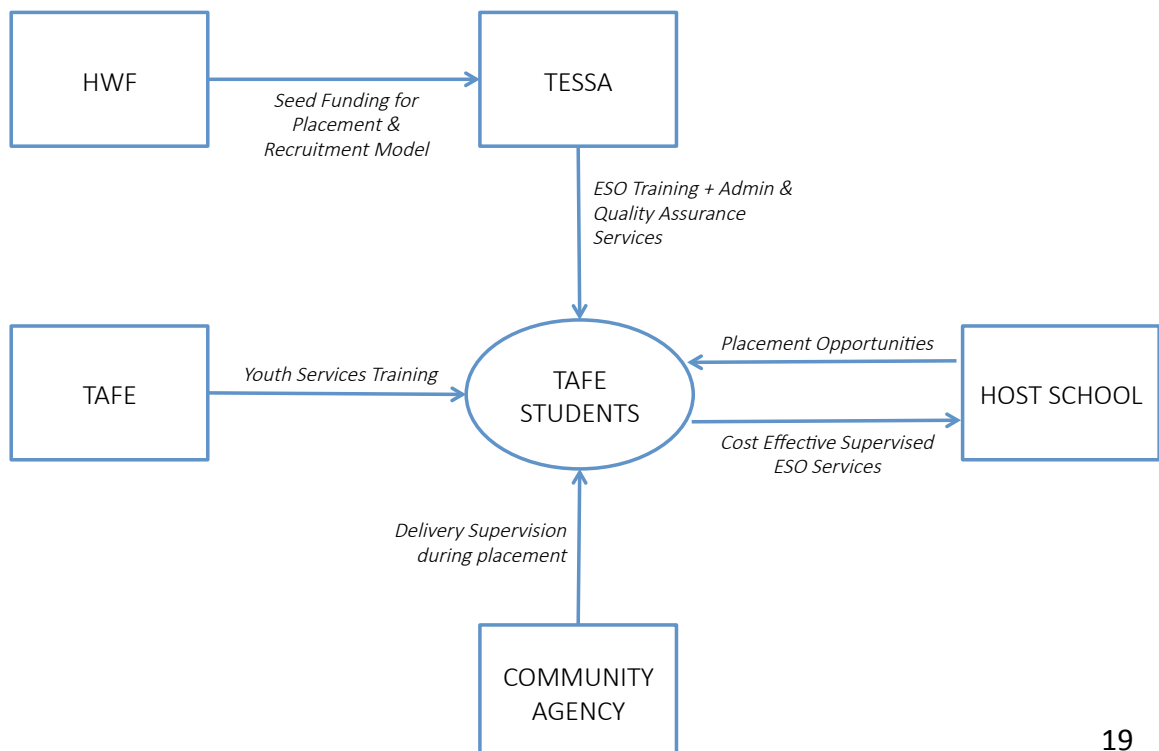 HWF
TESSA
Seed Funding for
Placement &
Recruitment Model
ESO Training + Admin &
Quality Assurance
Services
TAFE
Youth Services Training
TAFE
STUDENTS
Placement Opportunities
HOST SCHOOL
Cost Effective Supervised
ESO Services
Delivery Supervision
during placement
COMMUNITY
AGENCY
19